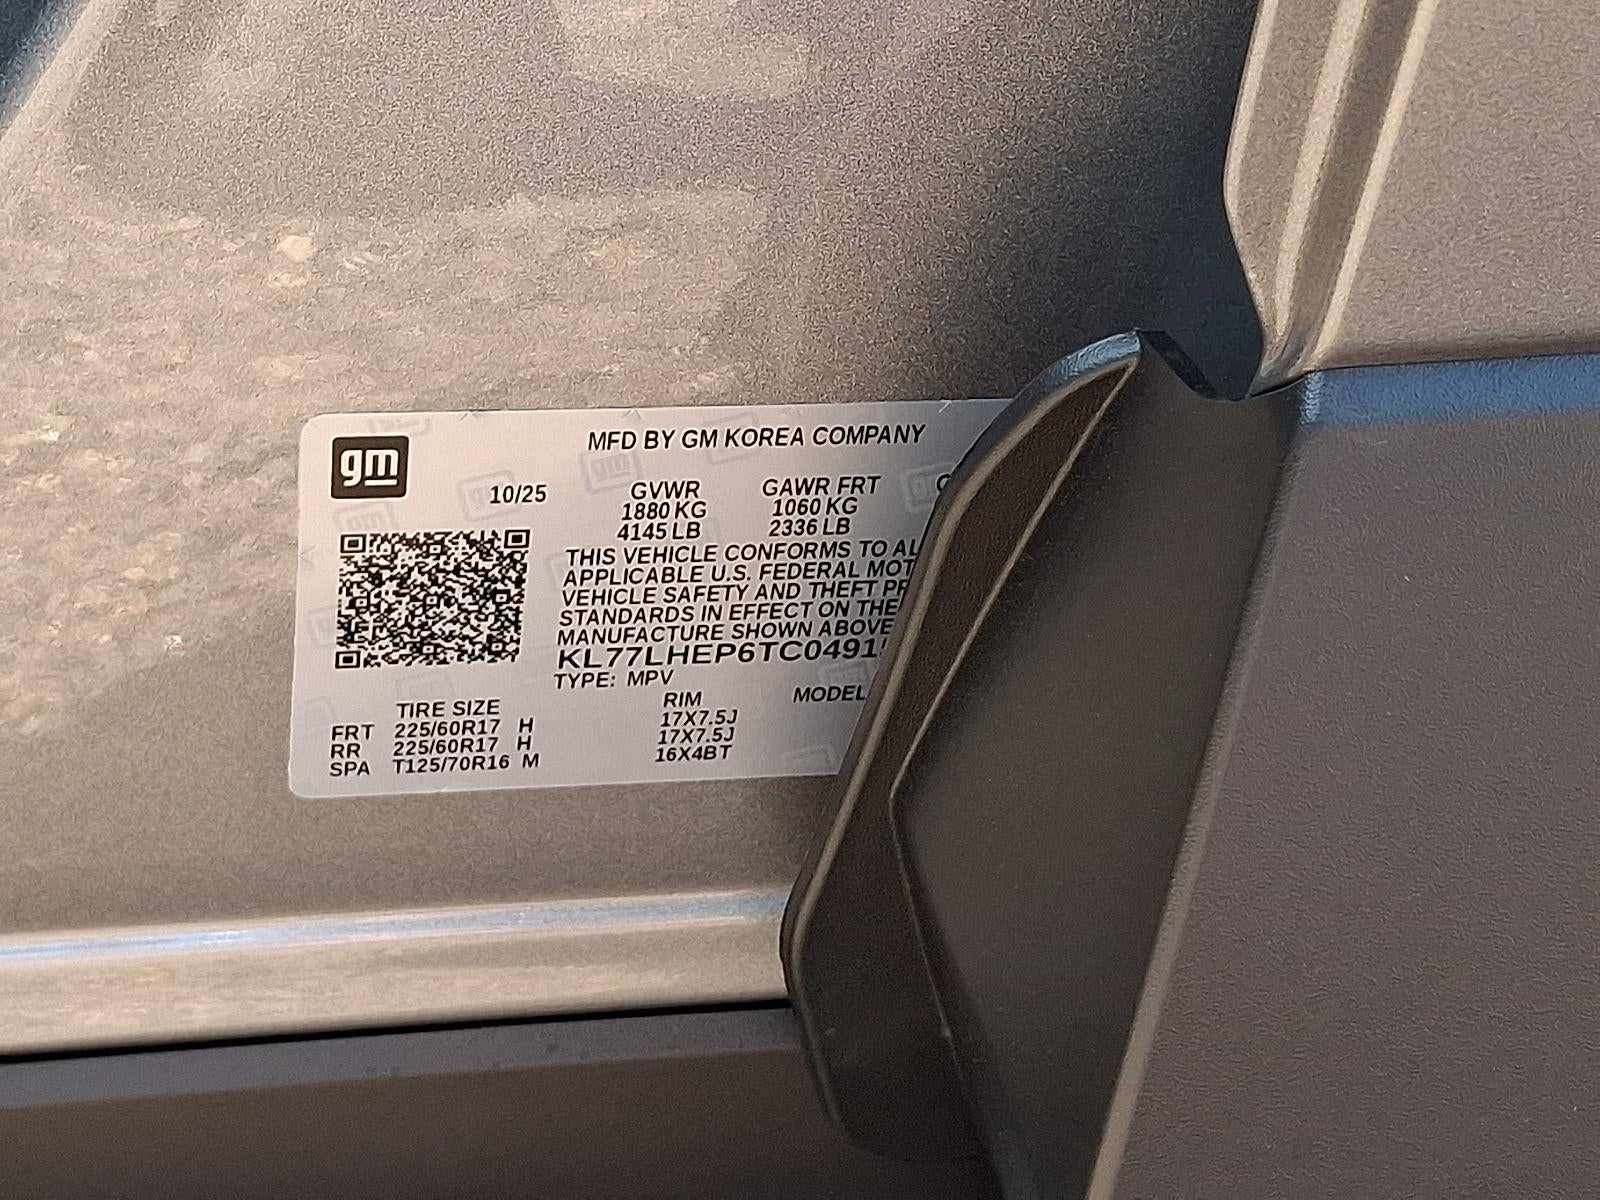 gm
MFD BY GM KOREA COMPANY
10/25 GVWR GAWR FRT
1880 KG 1060 KG
4145 LB 2336 LB
THIS VEHICLE CONFORMS TO AL
APPLICABLE U.S. FEDERAL MOT
VEHICLE SAFETY AND THEFT PR
STANDARDS IN EFFECT ON THE
MANUFACTURE SHOWN ABOVE
KL77LHEP6TC0491
TYPE: MPV
TIRE SIZE RIM MODEL
FRT 225/60R17 H 17X7.5J
RR 225/60R17 H 17X7.5J
SPA T125/70R16 M 16X4BT